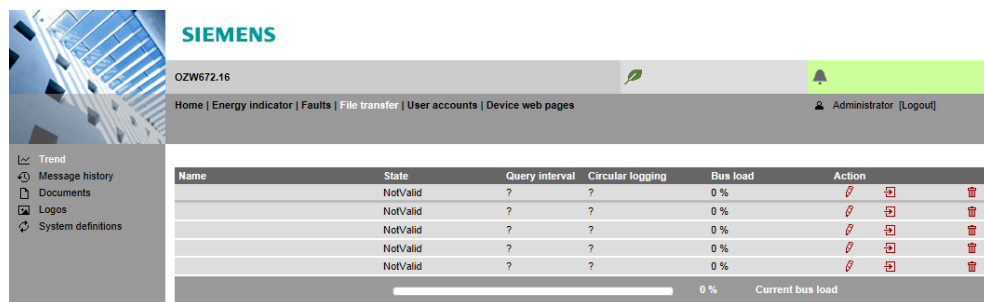 SIEMENS
OZW672.16
Home | Energy indicator | Faults | File transfer | User accounts | Device web pages
Administrator [Logout]
Trend
Message history
Documents
Logos
System definitions
Name State Query interval Circular logging Bus load Action
NotValid ? ? 0 %
NotValid ? ? 0 %
NotValid ? ? 0 %
NotValid ? ? 0 %
NotValid ? ? 0 %
0 % Current bus load